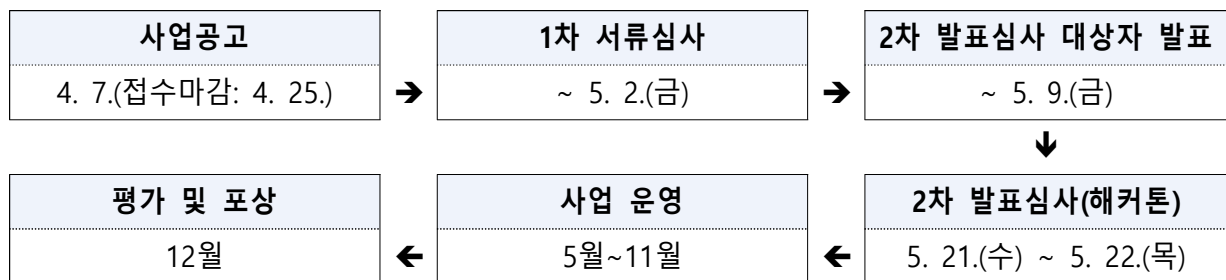 사업공고
4. 7.(접수마감: 4. 25.)
➔
1차 서류심사
~ 5. 2.(금)
➔
2차 발표심사 대상자 발표
~ 5. 9.(금)
🡻
2차 발표심사(해커톤)
5. 21.(수) ~ 5. 22.(목)
🡸
사업 운영
5월~11월
🡸
평가 및 포상
12월